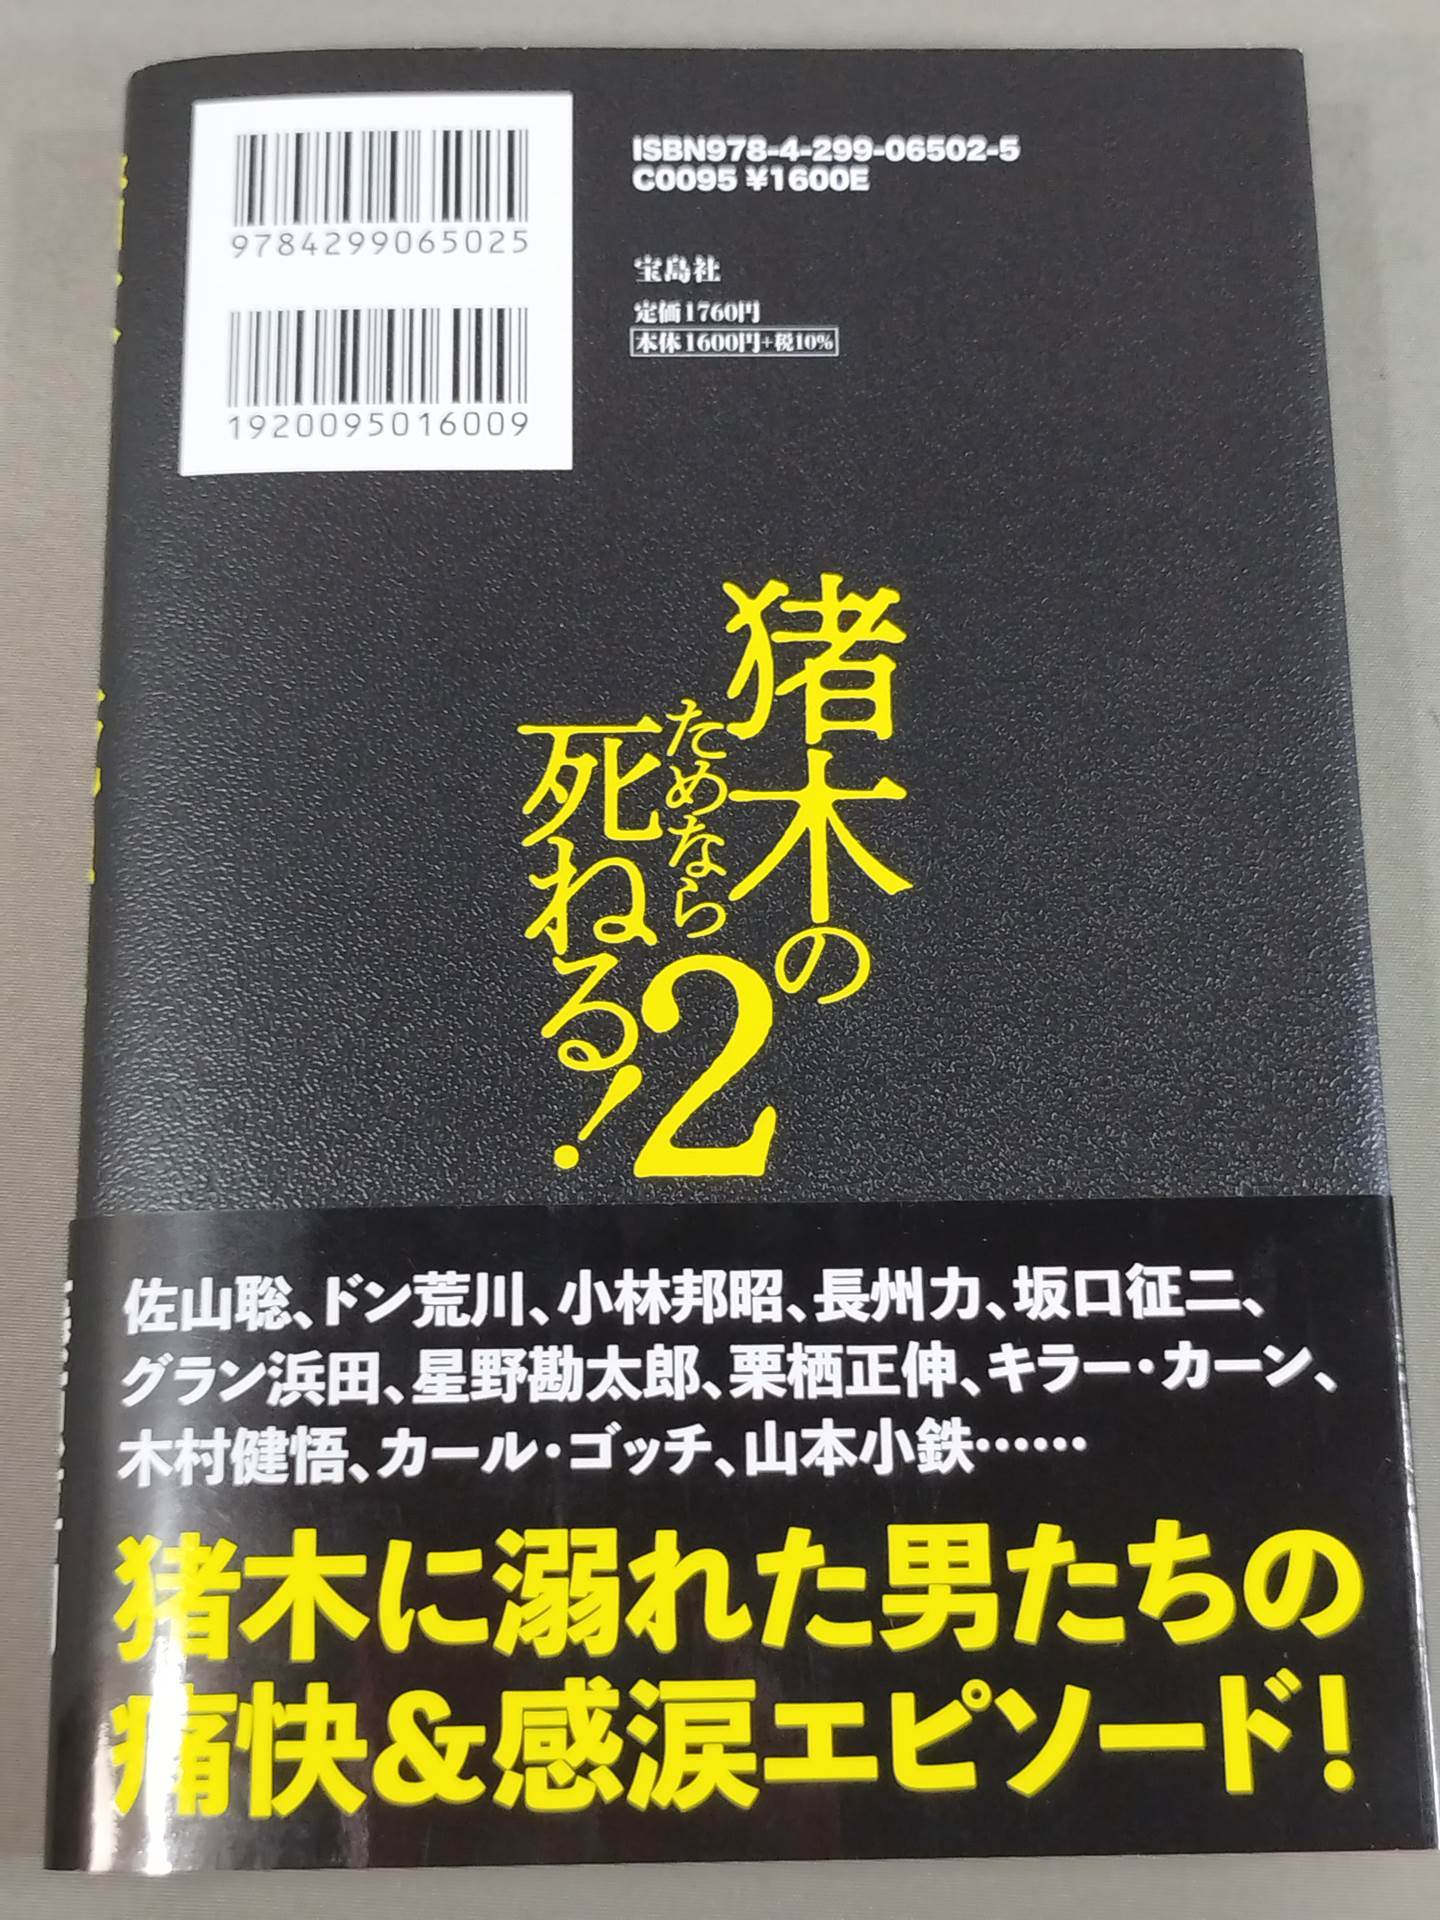 9784299065025
1920095016009
ISBN978-4-299-06502-5
C0095 ¥1600E
宝島社
定価1760円
本体1600円+税10%
猪木の
ためなら
死ねる!
2
佐山聡、ドン荒川、小林邦昭、長州力、坂口征二、
グラン浜田、星野勘太郎、栗栖正伸、キラー・カーン、
木村健悟、カール・ゴッチ、山本小鉄……
猪木に溺れた男たちの
痛快&感涙エピソード!